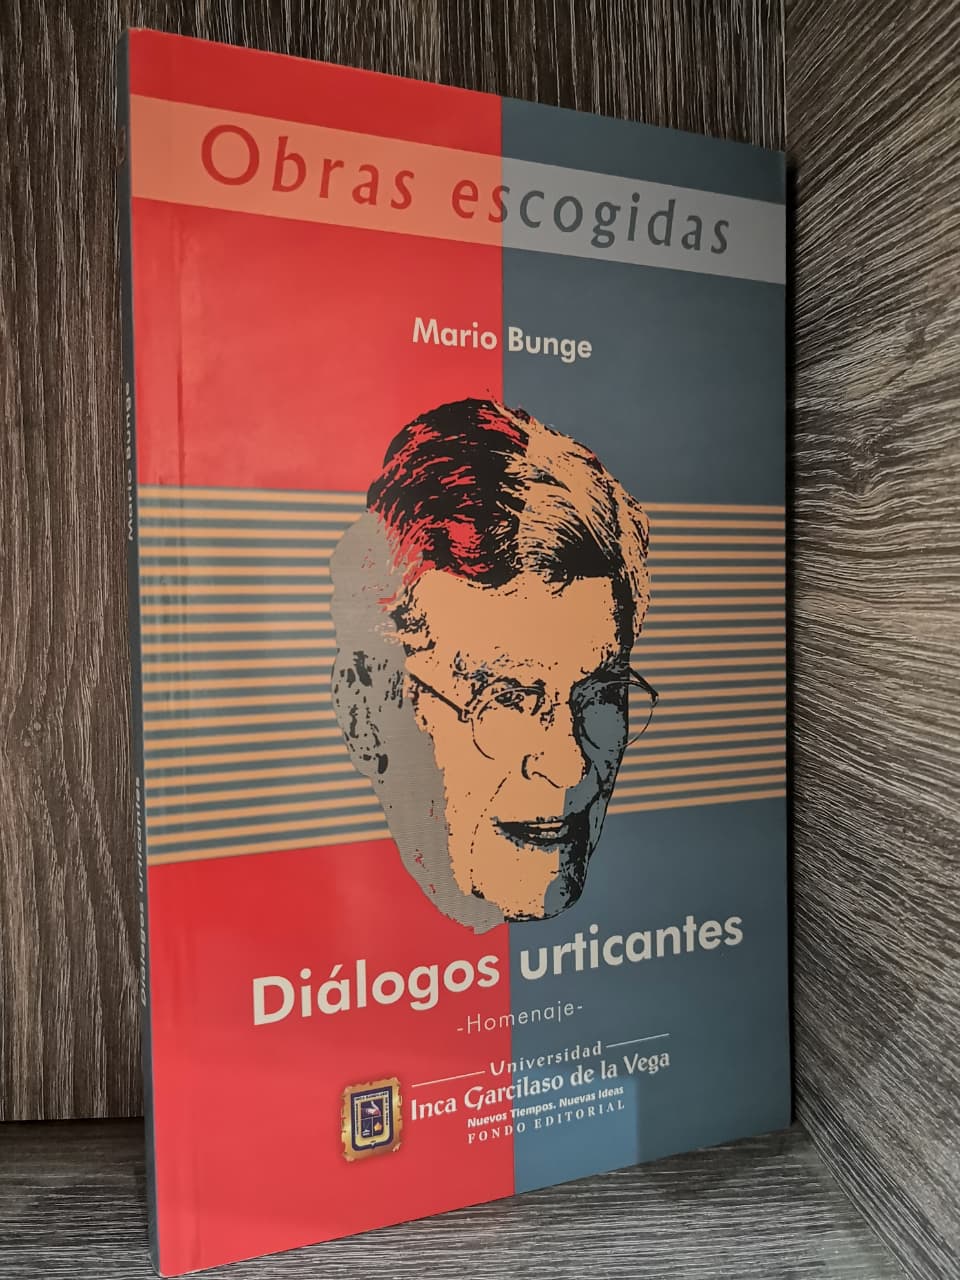 Obras escogidas
Mario Bunge
Diálogos urticantes
-Homenaje-
Universidad
Inca Garcilaso de la Vega
Nuevos Tiempos. Nuevas Ideas
FONDO EDITORIAL
Mario Bunge
Diálogos urticantes